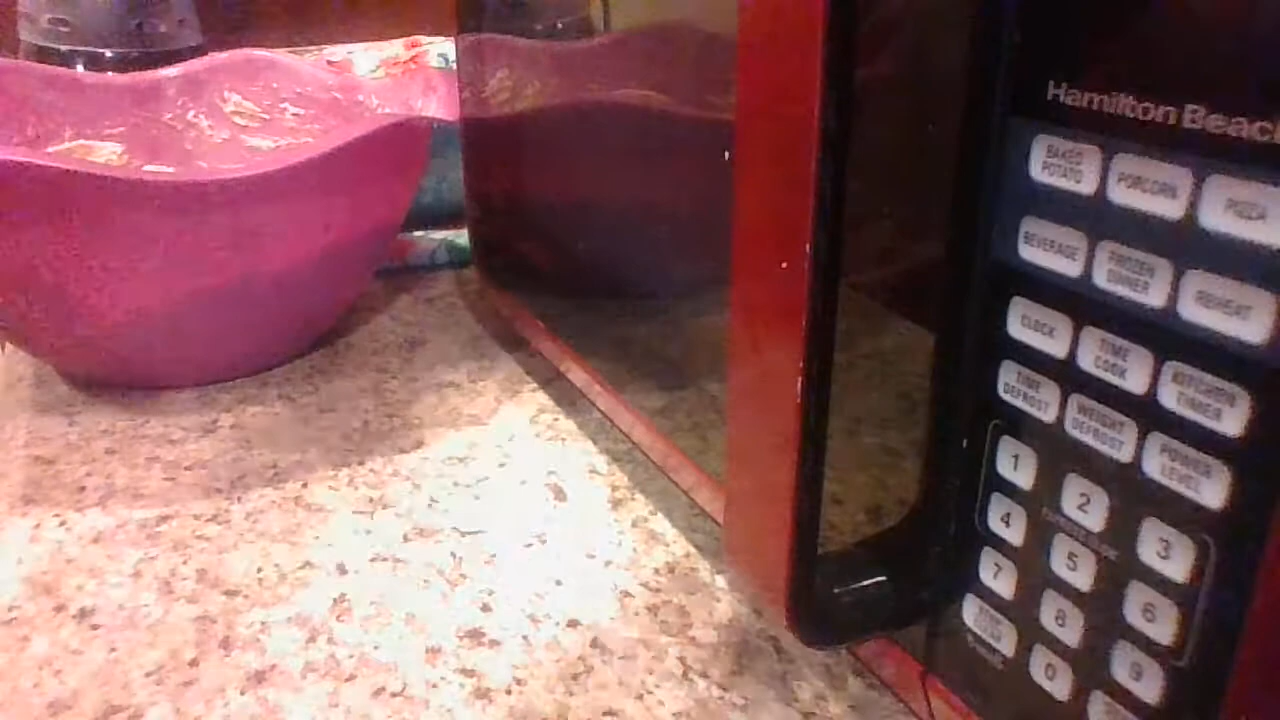 Hamilton Beach
BAKED
POTATO
POPCORN
PIZZA
BEVERAGE
FROZEN
DINNER
REHEAT
CLOCK
TIME
COOK
KITCHEN
TIMER
TIME
DEFROST
WEIGHT
DEFROST
POWER
LEVEL
1
2
3
4
5
6
7
8
9
0